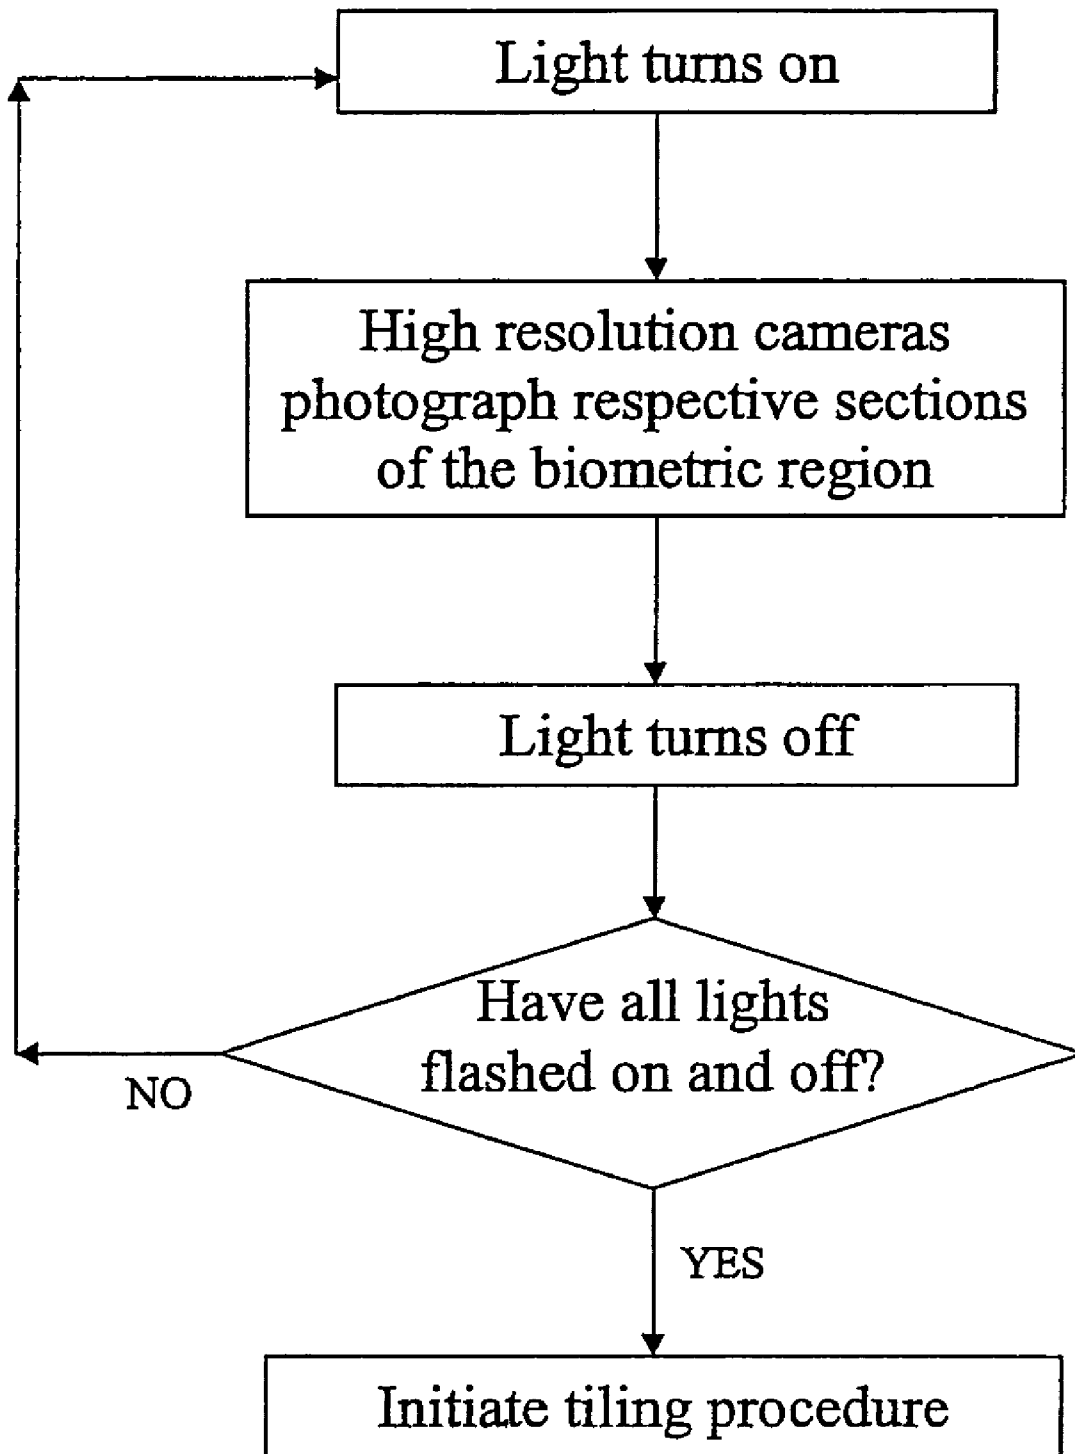 Light turns on
High resolution cameras
photograph respective sections
of the biometric region
Light turns off
Have all lights
flashed on and off?
NO
YES
Initiate tiling procedure